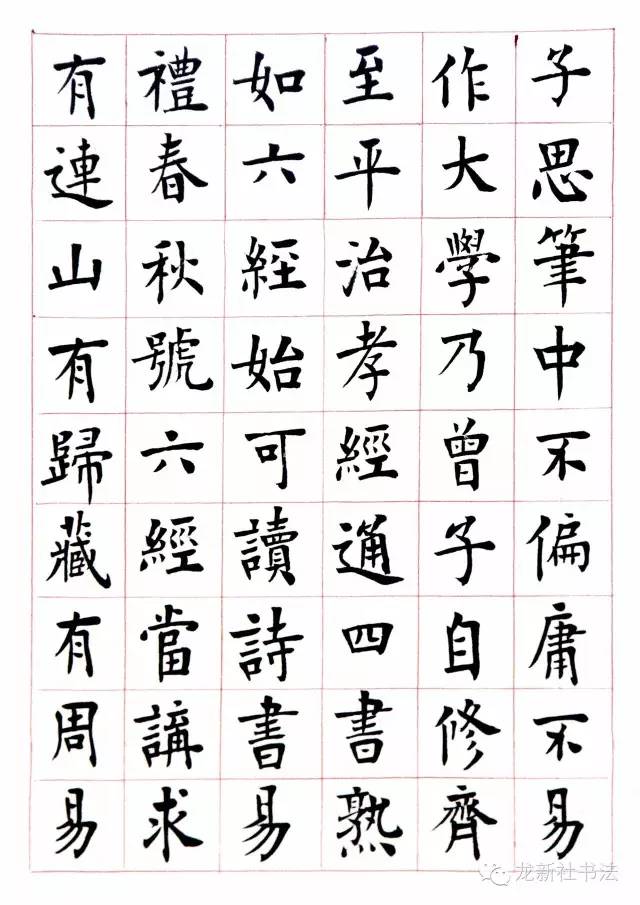 子思筆中不偏庸不易
作大學乃曾子自修齊
至平治孝經通四書熟
如六經始可讀詩書易
禮春秋號六經當講求
有連山有歸藏有周易
龙新社书法